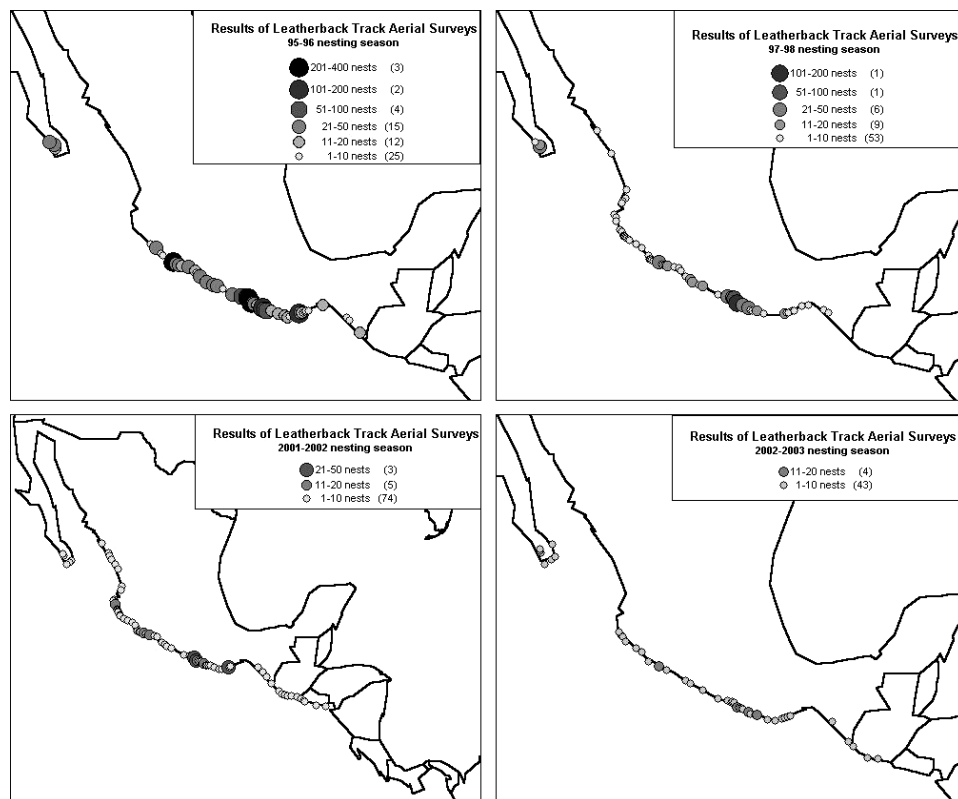 Results of Leatherback Track Aerial Surveys
95-96 nesting season
201-400 nests (3)
101-200 nests (2)
51-100 nests (4)
21-50 nests (15)
11-20 nests (12)
1-10 nests (25)
Results of Leatherback Track Aerial Surveys
97-98 nesting season
101-200 nests (1)
51-100 nests (1)
21-50 nests (6)
11-20 nests (9)
1-10 nests (53)
Results of Leatherback Track Aerial Surveys
2001-2002 nesting season
21-50 nests (3)
11-20 nests (5)
1-10 nests (74)
Results of Leatherback Track Aerial Surveys
2002-2003 nesting season
11-20 nests (4)
1-10 nests (43)